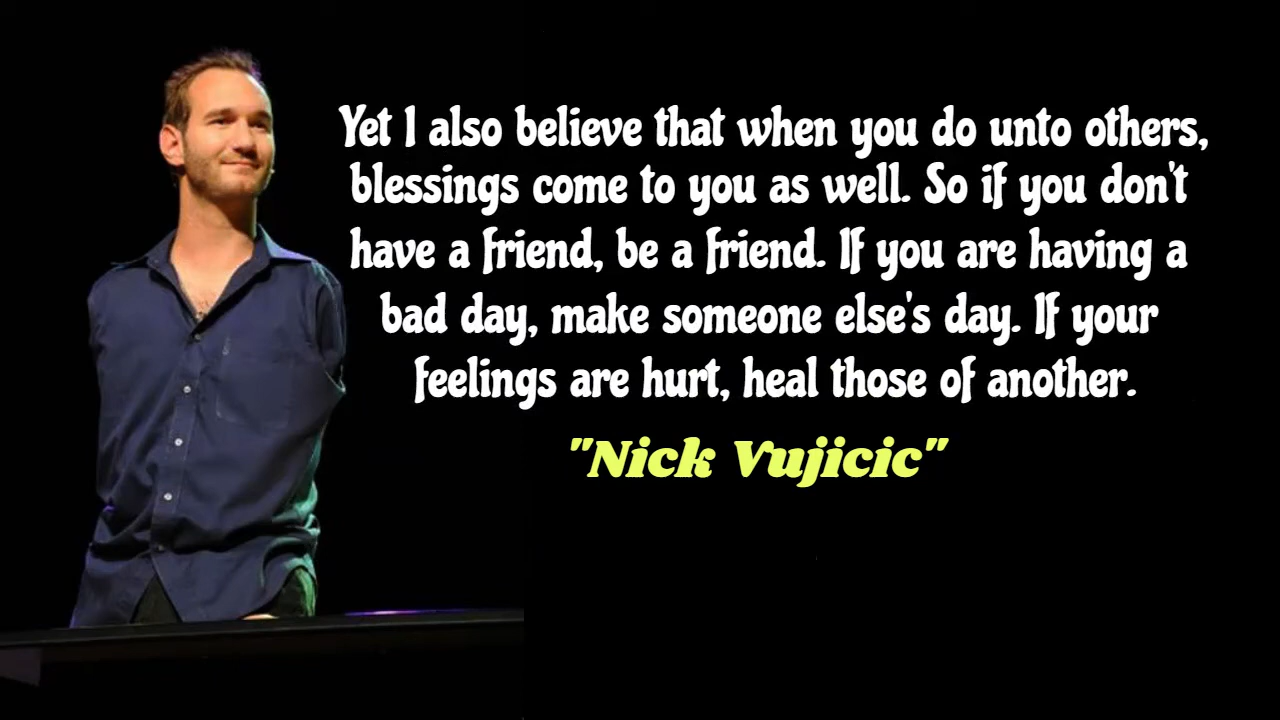 Yet I also believe that when you do unto others,
blessings come to you as well. So if you don't
have a friend, be a friend. If you are having a
bad day, make someone else's day. If your
feelings are hurt, heal those of another.
"Nick Vujicic"